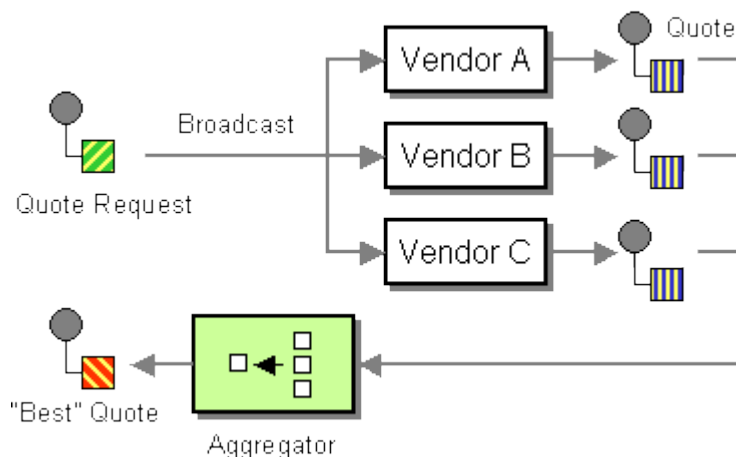 Vendor A
Quote
Broadcast
Vendor B
Quote Request
Vendor C
"Best" Quote
Aggregator